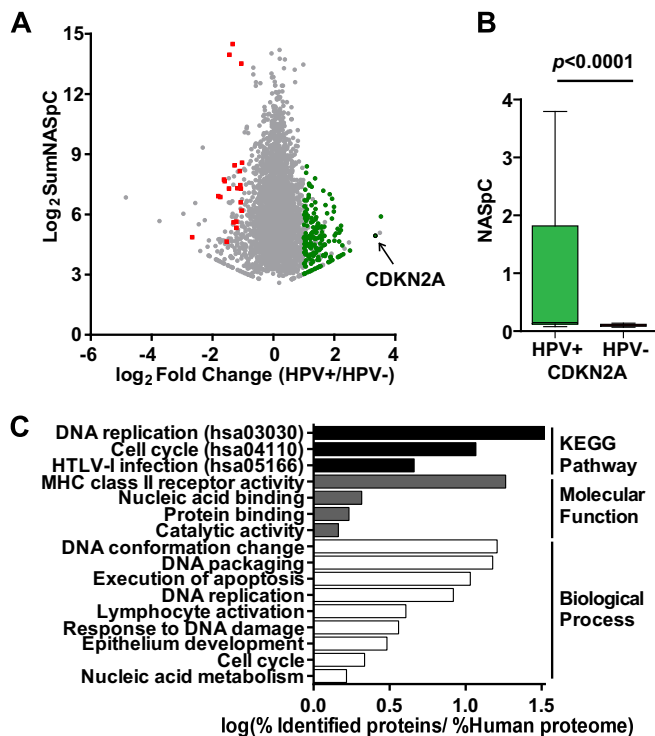 A
Log2 SumNASpC
15
12
9
6
3
0
-6
-4
-2
0
2
4
log2 Fold Change (HPV+/HPV-)
CDKN2A
B
p<0.0001
NASpC
4
3
2
1
0
HPV+ HPV-
CDKN2A
C
DNA replication (hsa03030)
Cell cycle (hsa04110)
HTLV-I infection (hsa05166)
MHC class II receptor activity
Nucleic acid binding
Protein binding
Catalytic activity
DNA conformation change
DNA packaging
Execution of apoptosis
DNA replication
Lymphocyte activation
Response to DNA damage
Epithelium development
Cell cycle
Nucleic acid metabolism
KEGG
Pathway
Molecular
Function
Biological
Process
0.0
0.5
1.0
1.5
log(% Identified proteins/ %Human proteome)